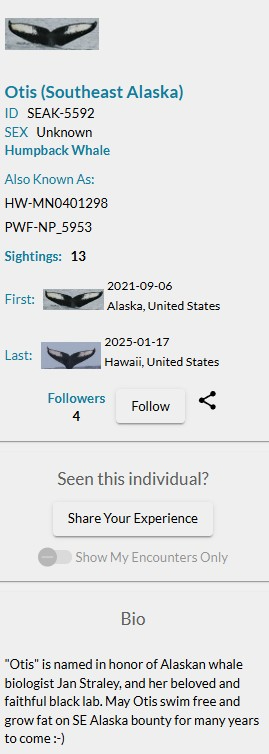 Otis (Southeast Alaska)
ID SEAK-5592
SEX Unknown
Humpback Whale
Also Known As:
HW-MN0401298
PWF-NP_5953
Sightings: 13
First:
2021-09-06
Alaska, United States
Last:
2025-01-17
Hawaii, United States
Followers
4
Follow
Seen this individual?
Share Your Experience
Show My Encounters Only
Bio
"Otis" is named in honor of Alaskan whale
biologist Jan Straley, and her beloved and
faithful black lab. May Otis swim free and
grow fat on SE Alaska bounty for many years
to come :-)